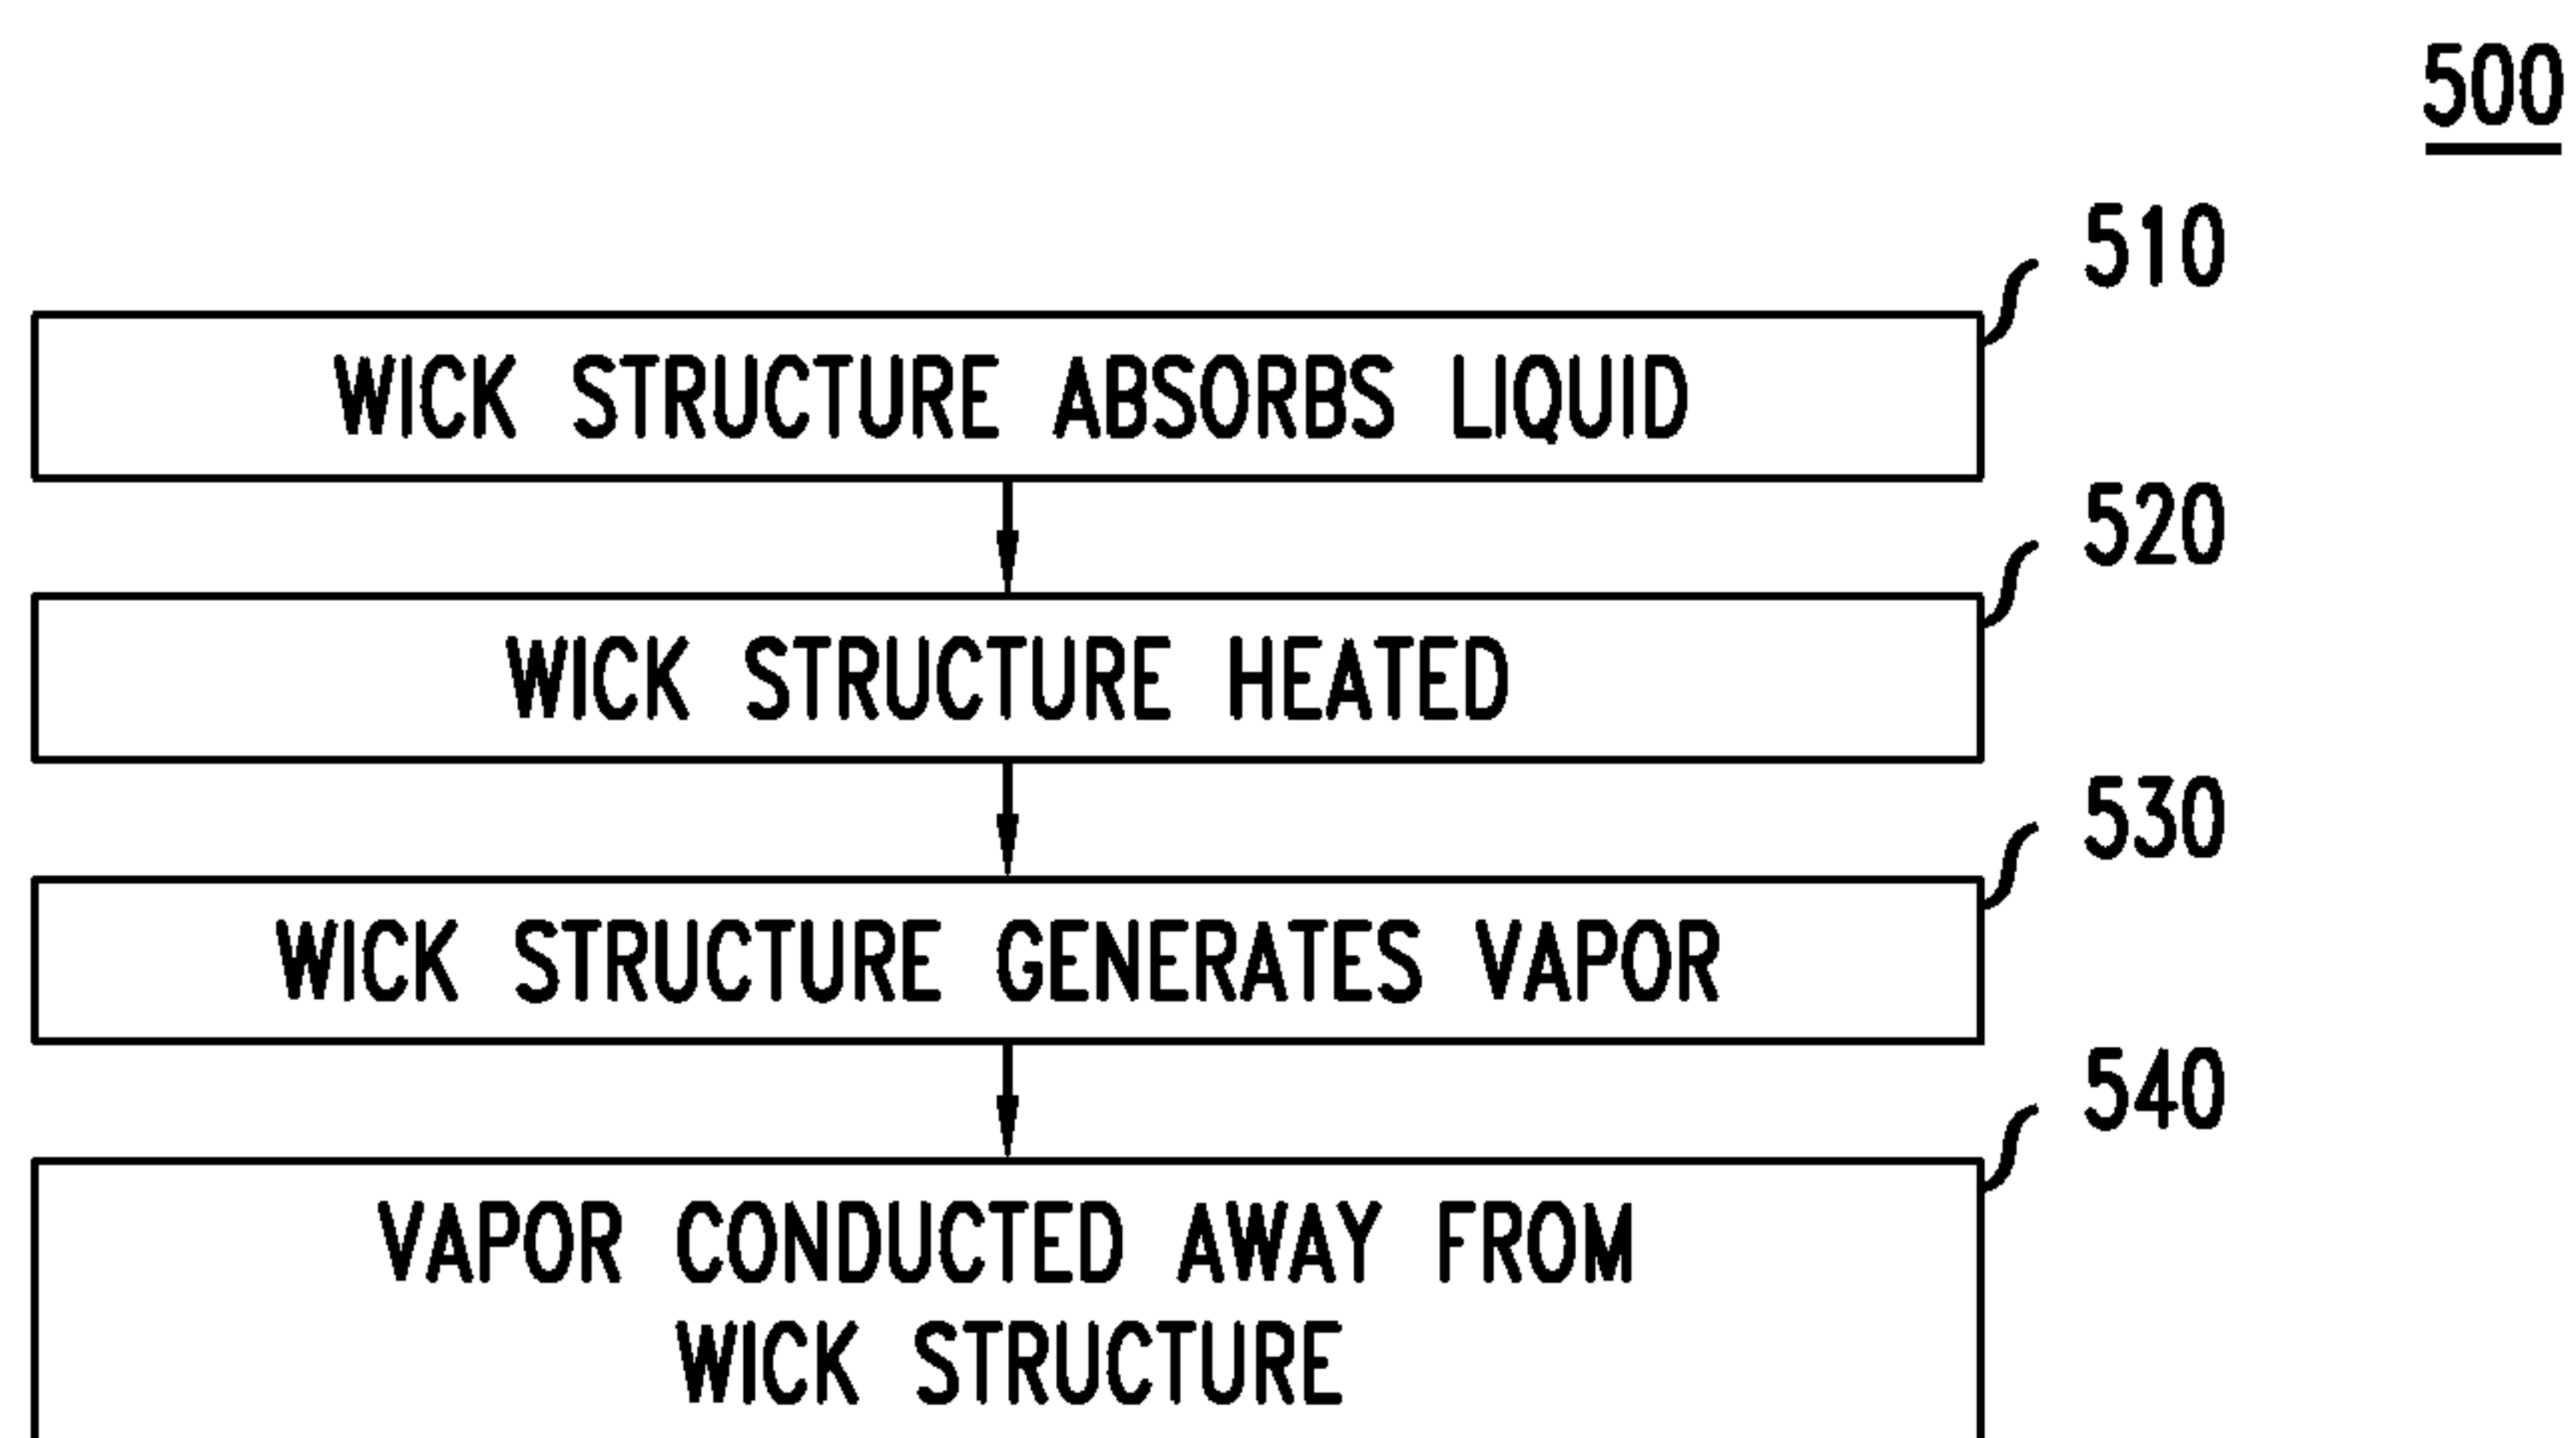 500
510
WICK STRUCTURE ABSORBS LIQUID
520
WICK STRUCTURE HEATED
530
WICK STRUCTURE GENERATES VAPOR
540
VAPOR CONDUCTED AWAY FROM
WICK STRUCTURE